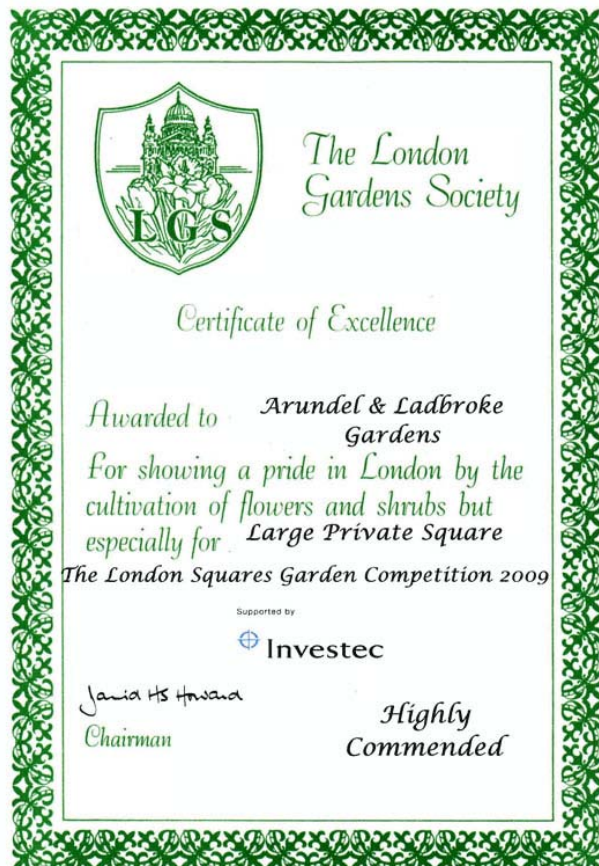 LGS
The London
Gardens Society
Certificate of Excellence
Awarded to Arundel & Ladbroke
Gardens
For showing a pride in London by the
cultivation of flowers and shrubs but
especially for Large Private Square
The London Squares Garden Competition 2009
Supported by
Investec
HS Howard
Chairman
Highly
Commended